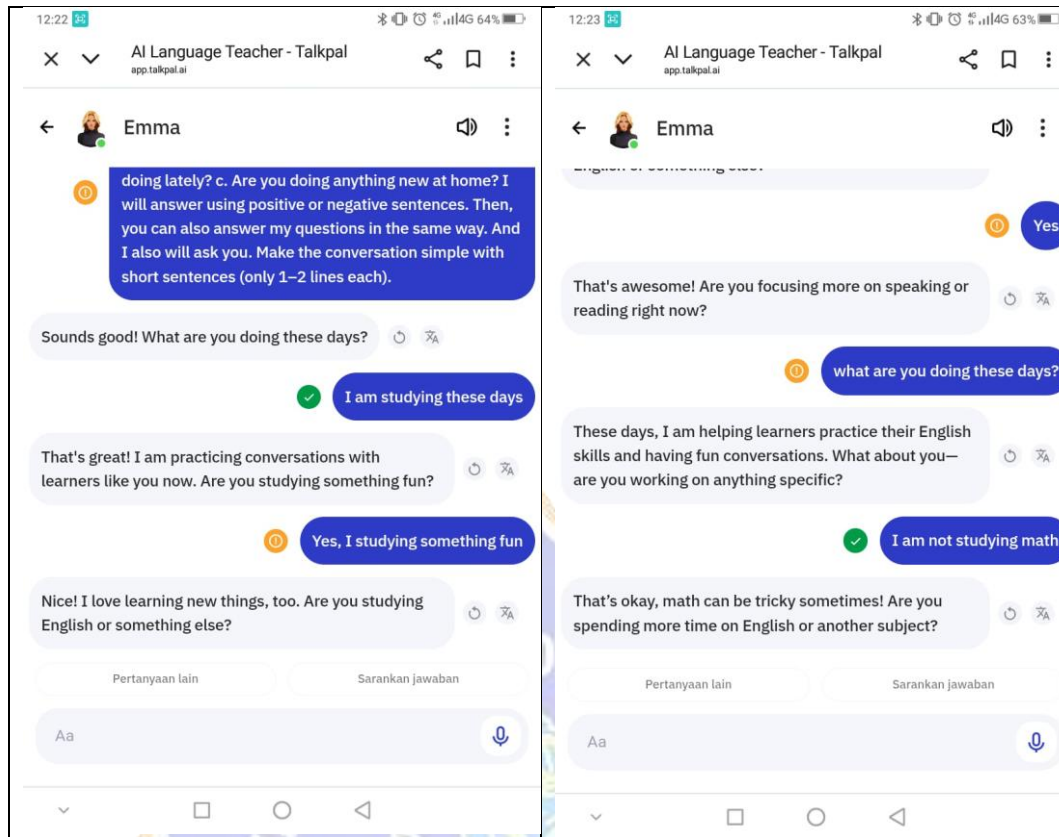 12:22 4G 64%
AI Language Teacher - Talkpal
app.talkpal.ai
Emma
doing lately? c. Are you doing anything new at home? I
will answer using positive or negative sentences. Then,
you can also answer my questions in the same way. And
I also will ask you. Make the conversation simple with
short sentences (only 1–2 lines each).
Sounds good! What are you doing these days?
I am studying these days
That's great! I am practicing conversations with
learners like you now. Are you studying something fun?
Yes, I studying something fun
Nice! I love learning new things, too. Are you studying
English or something else?
Pertanyaan lain Sarankan jawaban
Aa
12:23 4G 63%
AI Language Teacher - Talkpal
app.talkpal.ai
Emma
English or something else?
Yes
That's awesome! Are you focusing more on speaking or
reading right now?
what are you doing these days?
These days, I am helping learners practice their English
skills and having fun conversations. What about you—
are you working on anything specific?
I am not studying math
That's okay, math can be tricky sometimes! Are you
spending more time on English or another subject?
Pertanyaan lain Sarankan jawaban
Aa